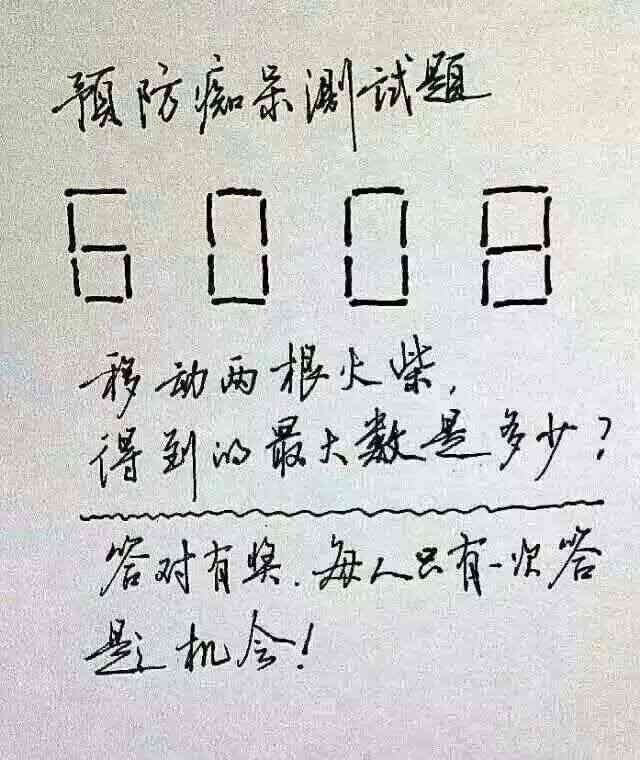 预防痴呆测试题
6008
移动两根火柴,
得到的最大数是多少?
答对有奖.每人只有一次答
题机会!